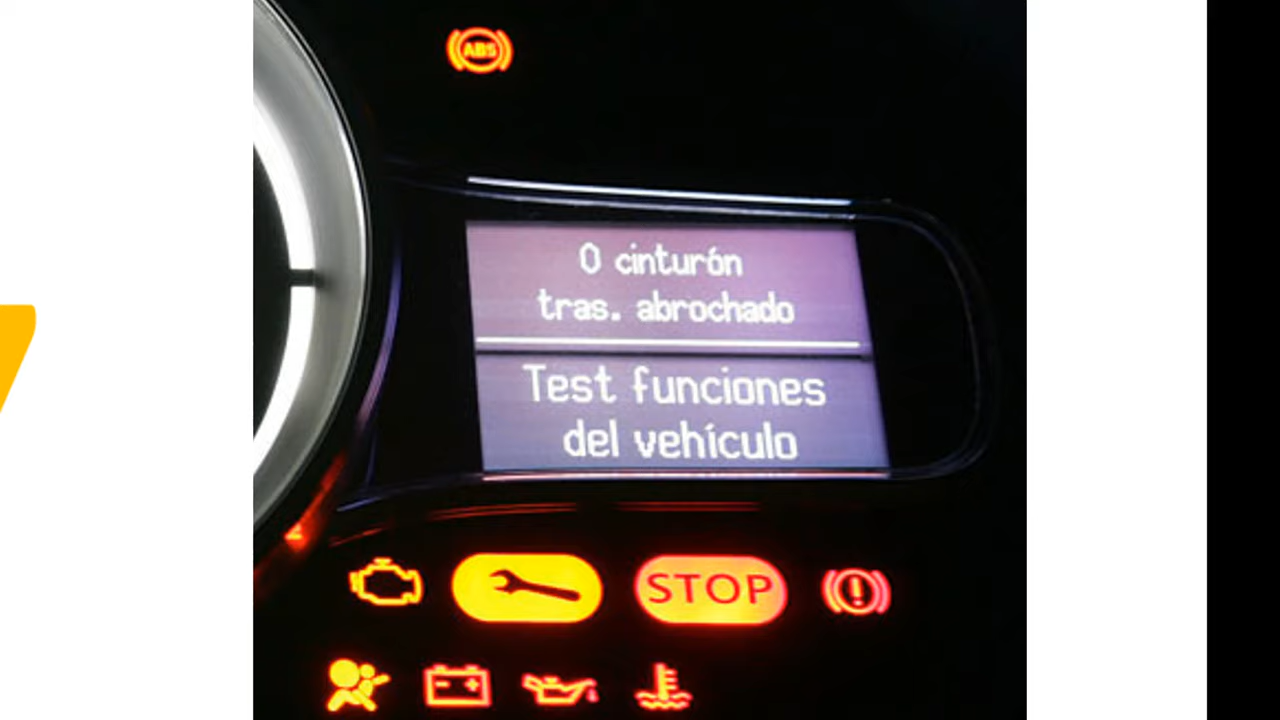 ABS
0 cinturón
tras. abrochado
Test funciones
del vehículo
STOP